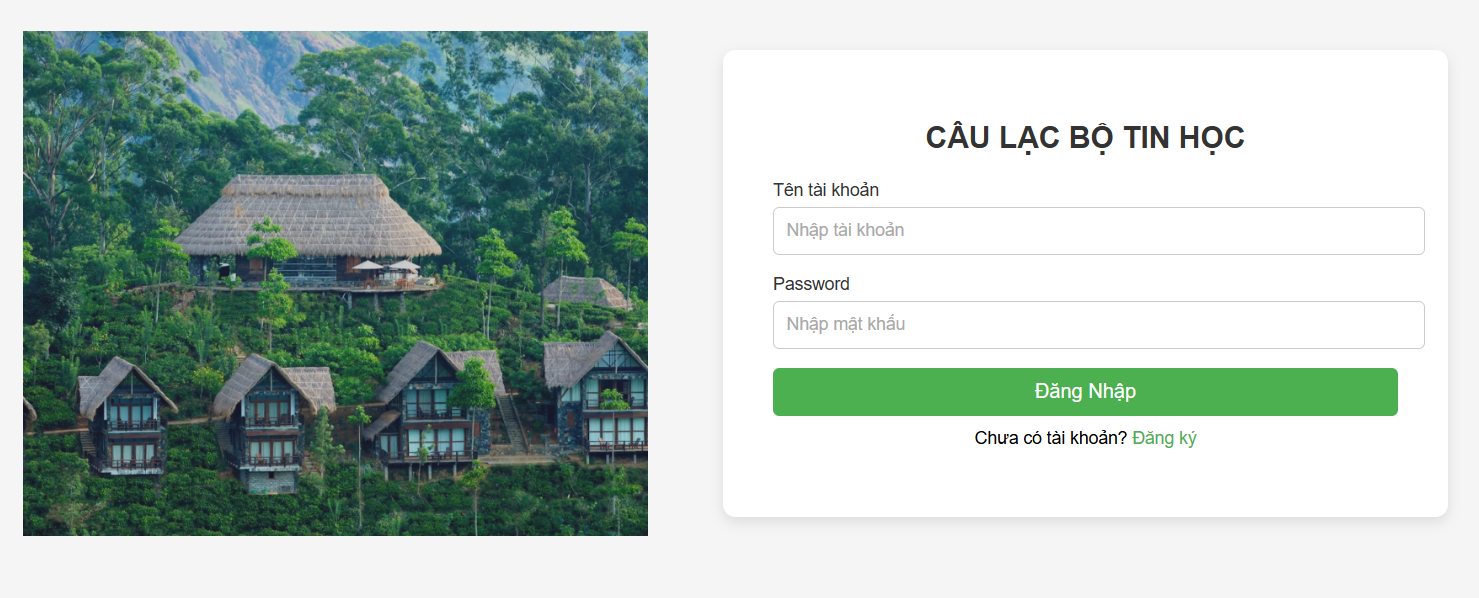 CÂU LẠC BỘ TIN HỌC
Tên tài khoản
Nhập tài khoản
Password
Nhập mật khẩu
Đăng Nhập
Chưa có tài khoản? Đăng ký